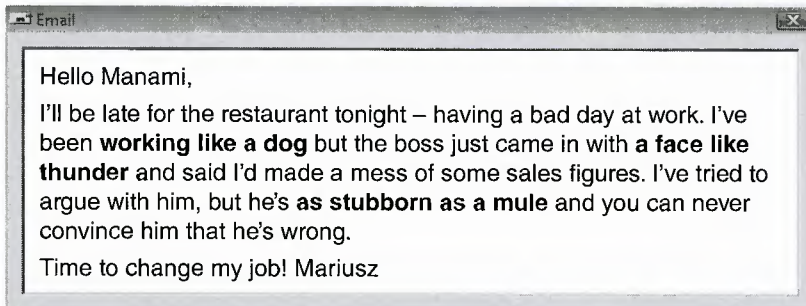 Email
Hello Manami,
I'll be late for the restaurant tonight – having a bad day at work. I've
been working like a dog but the boss just came in with a face like
thunder and said I'd made a mess of some sales figures. I've tried to
argue with him, but he's as stubborn as a mule and you can never
convince him that he's wrong.
Time to change my job! Mariusz